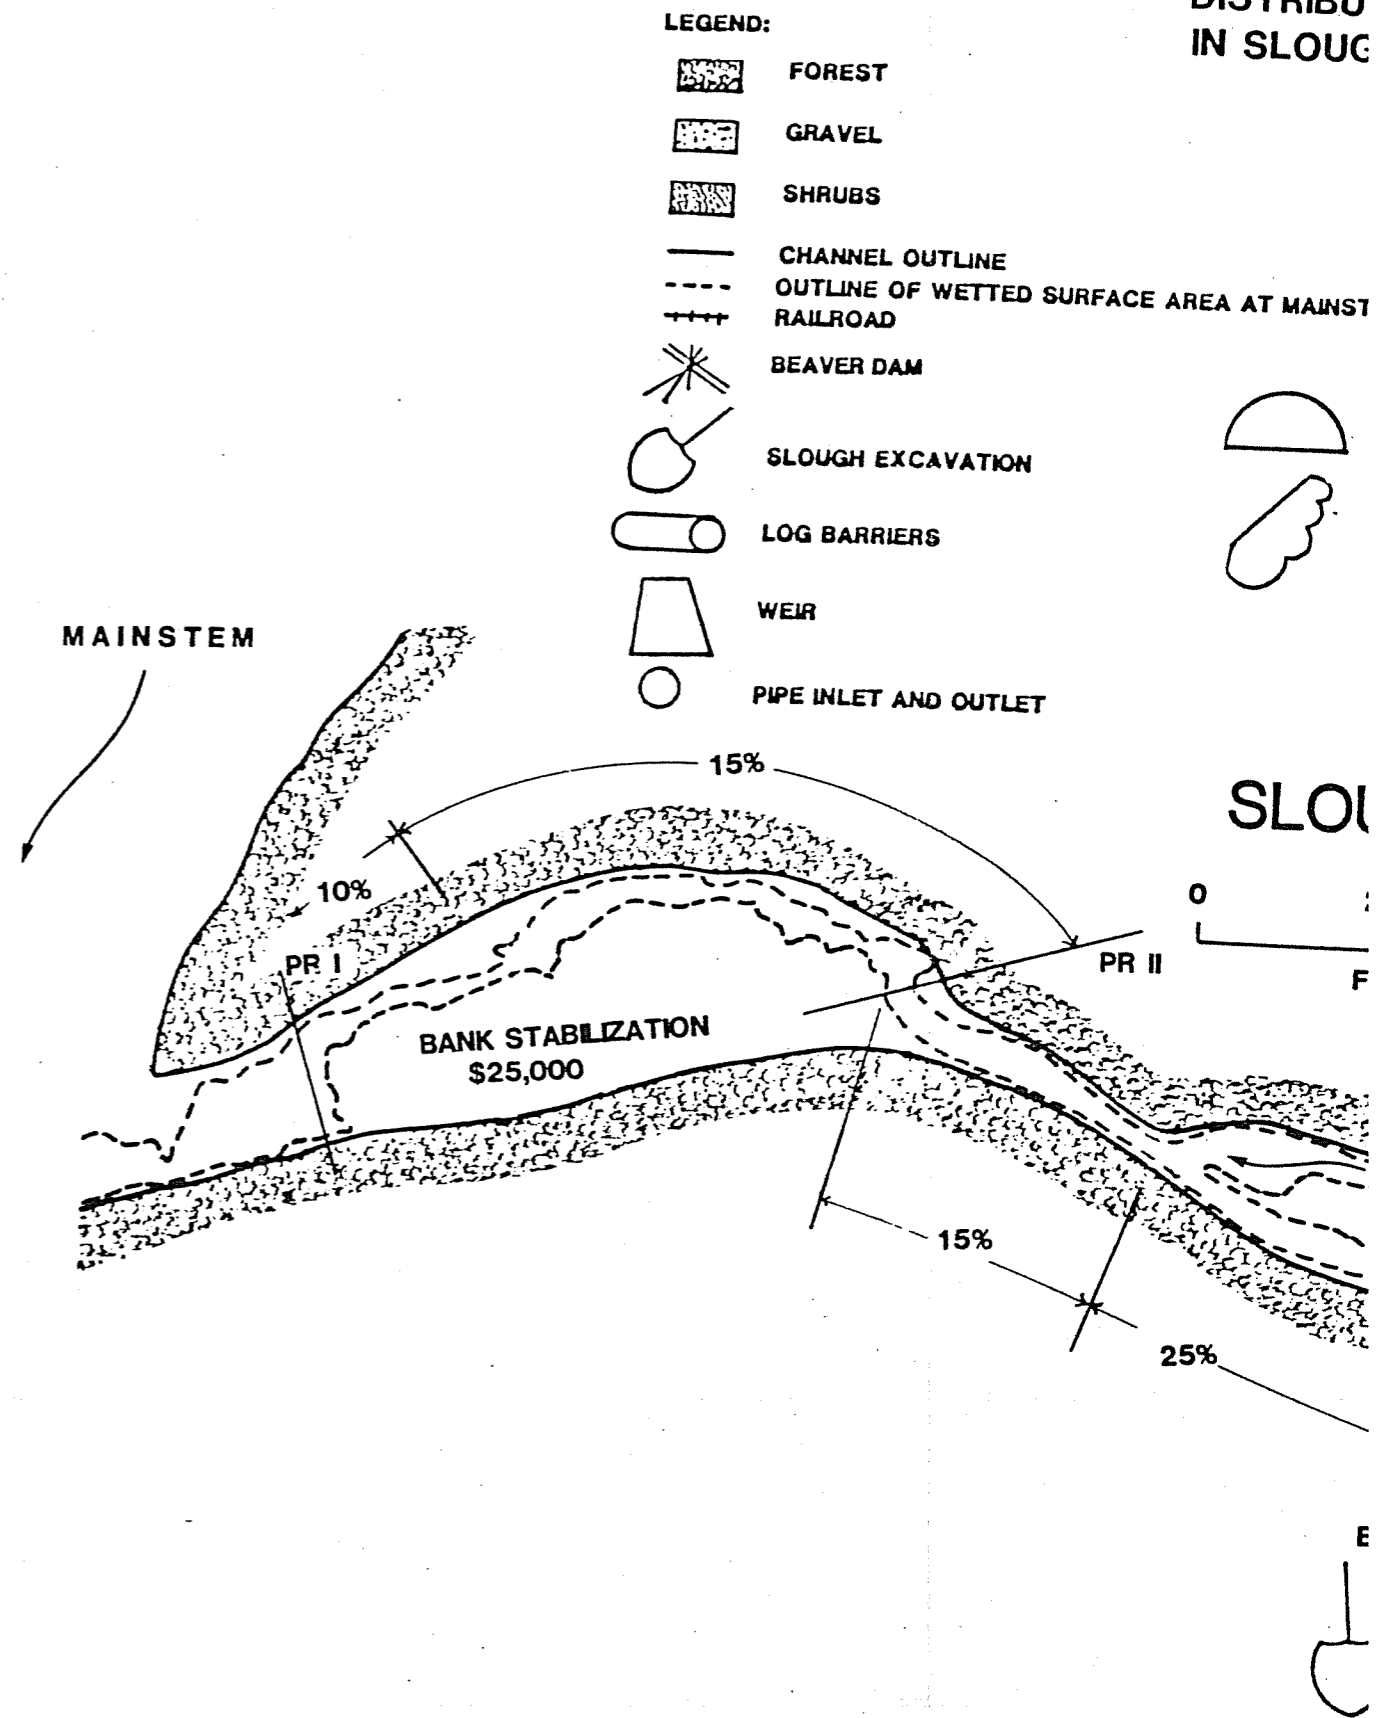 DISTRIBU
IN SLOUG
LEGEND:
FOREST
GRAVEL
SHRUBS
CHANNEL OUTLINE
OUTLINE OF WETTED SURFACE AREA AT MAINST
RAILROAD
BEAVER DAM
SLOUGH EXCAVATION
LOG BARRIERS
WEIR
PIPE INLET AND OUTLET
MAINSTEM
15%
SLOU
10%
0
PR I
PR II
F
BANK STABILIZATION
$25,000
15%
25%
E